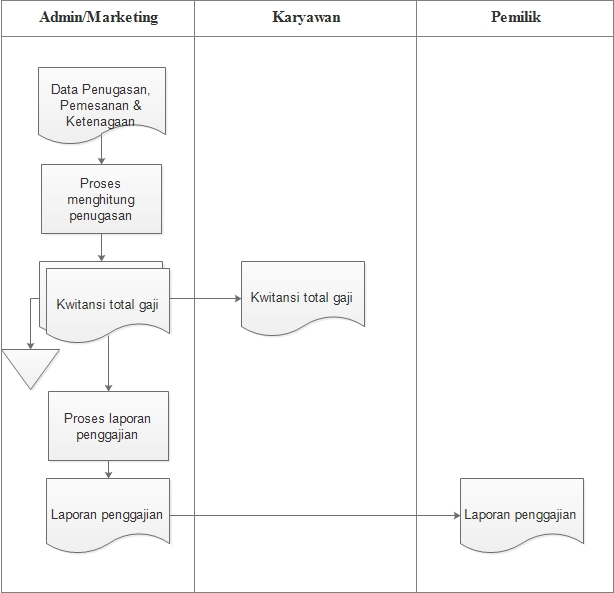 Admin/Marketing
Karyawan
Pemilik
Data Penugasan,
Pemesanan &
Ketenagaan
Proses
menghitung
penugasan
Kwitansi total gaji
Kwitansi total gaji
Proses laporan
penggajian
Laporan penggajian
Laporan penggajian